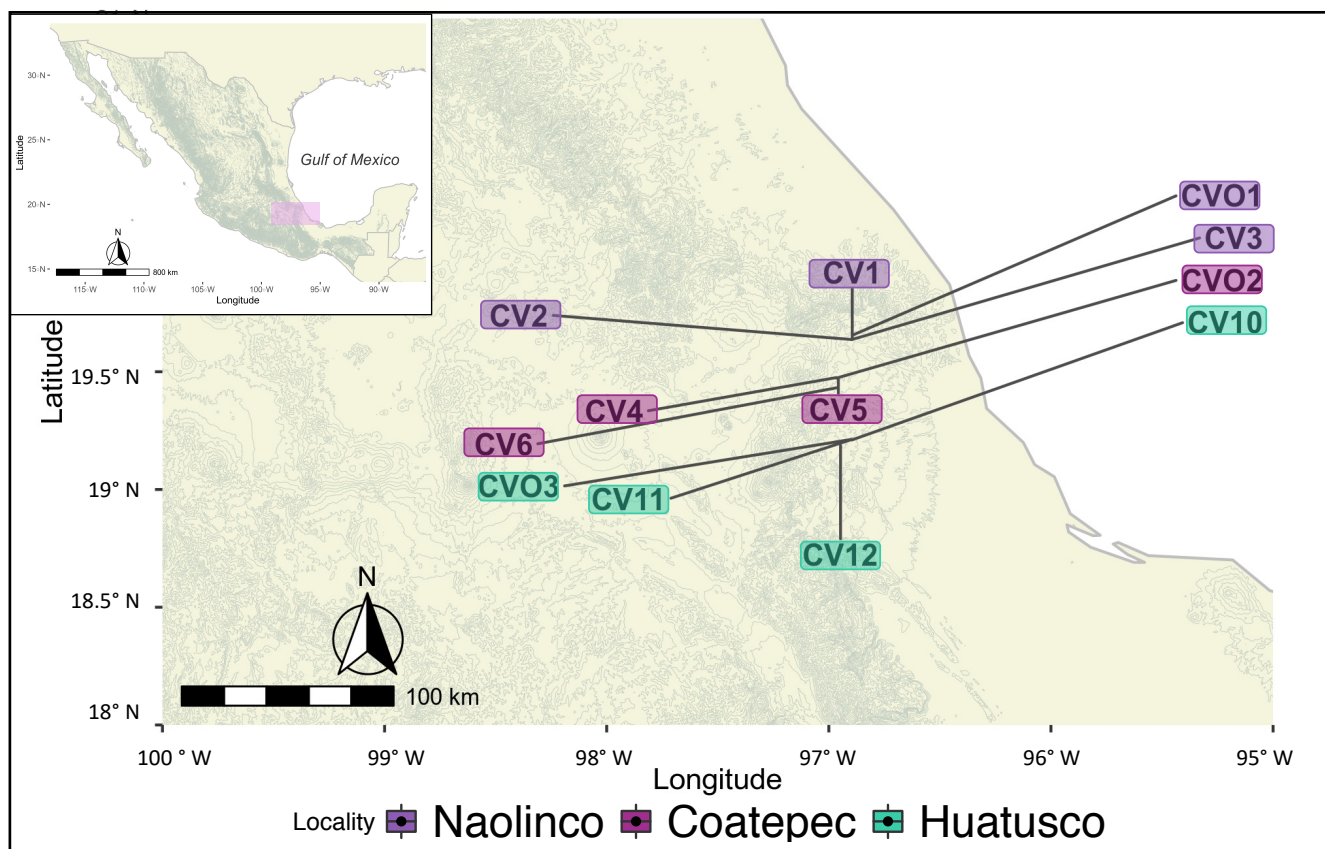 30◦N
25◦N
20◦N
15◦N
Latitude
Gulf of Mexico
N
800 km
115◦W 110◦W 105◦W 100◦W 95◦W 90◦W
Longitude
CVO1
CV3
CV1
CVO2
CV2
CV10
19.5° N
Latitude
CV4
CV5
CV6
CVO3
19° N
CV11
CV12
N
18.5° N
100 km
18° N
100 ° W 99° W 98° W 97° W 96° W 95° W
Longitude
Locality Naolinco Coatepec Huatusco